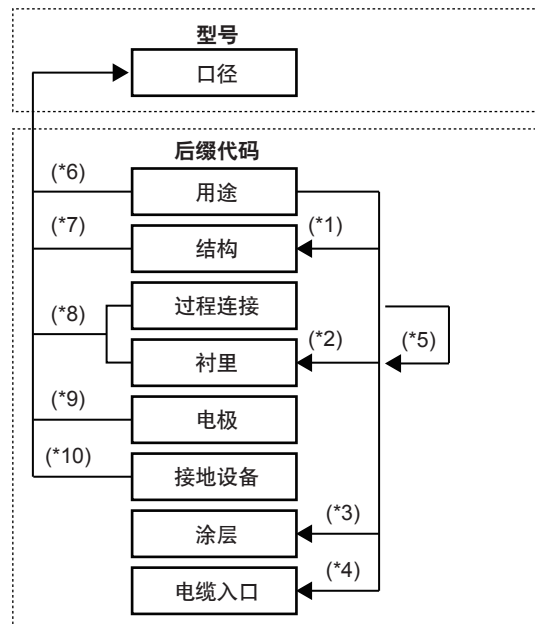 型号
口径
后缀代码
(*6)
用途
(*7)
结构
(*1)
过程连接
(*8)
(*2)
(*5)
衬里
(*9)
电极
(*10)
接地设备
涂层
(*3)
电缆入口
(*4)